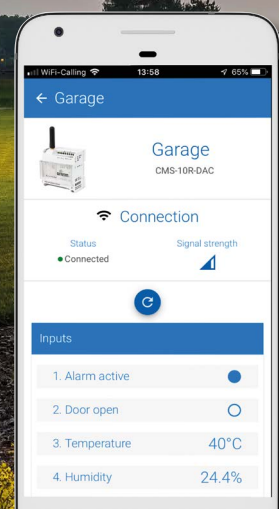 WiFi-Calling 13:58 65%
Garage
Garage
CMS-10R-DAC
Connection
Status Signal strength
Connected
Inputs
1. Alarm active
2. Door open
3. Temperature 40°C
4. Humidity 24.4%